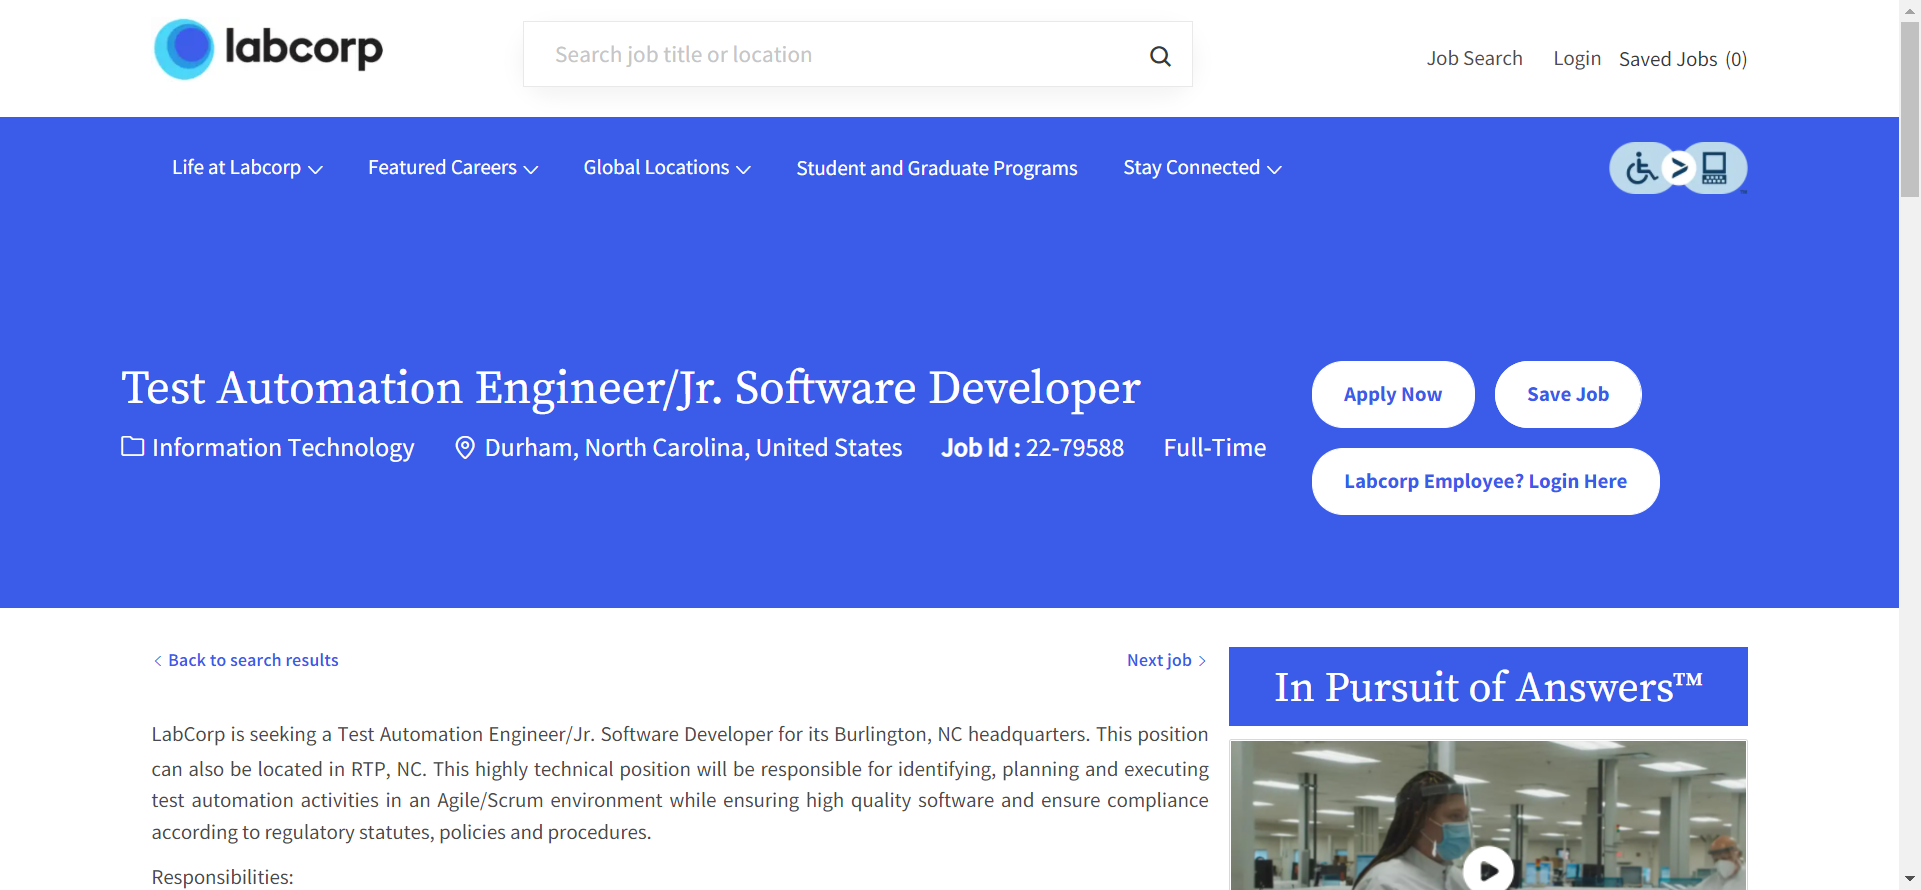 labcorp
Search job title or location
Job Search
Login
Saved Jobs (0)
Life at Labcorp
Featured Careers
Global Locations
Student and Graduate Programs
Stay Connected
Test Automation Engineer/Jr. Software Developer
Information Technology
Durham, North Carolina, United States
Job Id : 22-79588
Full-Time
Apply Now
Save Job
Labcorp Employee? Login Here
Back to search results
Next job
In Pursuit of Answers™
LabCorp is seeking a Test Automation Engineer/Jr. Software Developer for its Burlington, NC headquarters. This position
can also be located in RTP, NC. This highly technical position will be responsible for identifying, planning and executing
test automation activities in an Agile/Scrum environment while ensuring high quality software and ensure compliance
according to regulatory statutes, policies and procedures.
Responsibilities: